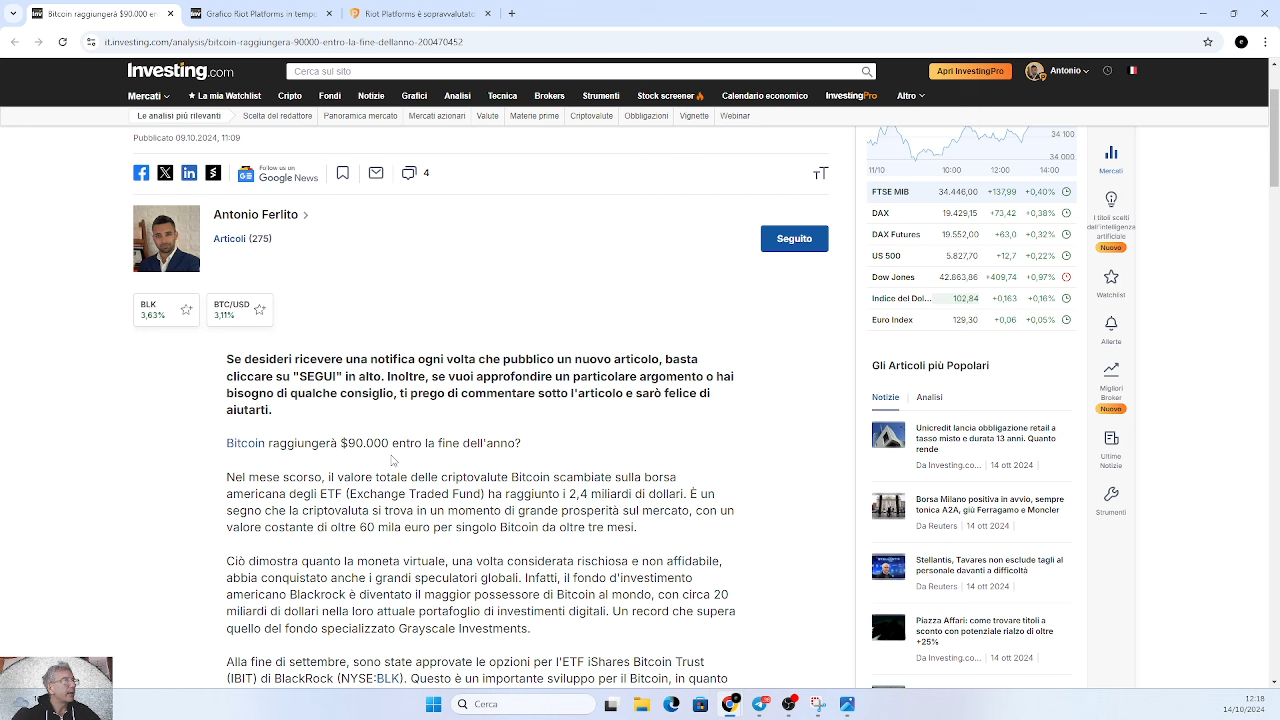 Bitcoin raggiungerà $90.000 en
Grafico Riot Platforms in tempo
Riot Platforms è sopravvalutato
it.investing.com/analysis/bitcoin-raggiungera-90000-entro-la-fine-dellanno-200470452
Investing.com
Cerca sul sito
Apri InvestingPro
Antonio
Mercati
La mia Watchlist
Cripto
Fondi
Notizie
Grafici
Analisi
Tecnica
Brokers
Strumenti
Stock screener
Calendario economico
InvestingPro
Altro
Le analisi più rilevanti
Scelta del redattore
Panoramica mercato
Mercati azionari
Valute
Materie prime
Criptovalute
Obbligazioni
Vignette
Webinar
Pubblicato 09.10.2024, 11:09
Follow us on
Google News
4
Antonio Ferlito
Articoli (275)
Seguito
BLK
3,63%
BTC/USD
3,11%
Se desideri ricevere una notifica ogni volta che pubblico un nuovo articolo, basta
cliccare su "SEGUI" in alto. Inoltre, se vuoi approfondire un particolare argomento o hai
bisogno di qualche consiglio, ti prego di commentare sotto l'articolo e sarò felice di
aiutarti.
Bitcoin raggiungerà $90.000 entro la fine dell'anno?
Nel mese scorso, il valore totale delle criptovalute Bitcoin scambiate sulla borsa
americana degli ETF (Exchange Traded Fund) ha raggiunto i 2,4 miliardi di dollari. È un
segno che la criptovaluta si trova in un momento di grande prosperità sul mercato, con un
valore costante di oltre 60 mila euro per singolo Bitcoin da oltre tre mesi.
Ciò dimostra quanto la moneta virtuale, una volta considerata rischiosa e non affidabile,
abbia convinto anche i grandi speculatori globali. Infatti, il fondo d'investimento
americano Blackrock è diventato il maggior possessore di Bitcoin al mondo, con circa 20
miliardi di dollari nella loro attuale portafoglio di investimenti digitali. Un record che supera
quello del fondo specializzato Grayscale Investments.
Alla fine di settembre, sono state approvate le opzioni per l'ETF iShares Bitcoin Trust
(IBIT) di BlackRock (NYSE:BLK). Questo è un importante sviluppo per il Bitcoin, in quanto
34 100
34 000
11/10
10:00
12:00
14:00
FTSE MIB 34.446,00 +137,99 +0,40%
DAX 19.429,15 +73,42 +0,38%
DAX Futures 19.552,00 +63,0 +0,32%
US 500 5.827,70 +12,7 +0,22%
Dow Jones 42.863,86 +409,74 +0,97%
Indice del Dol... 102,84 +0,163 +0,16%
Euro Index 129,30 +0,06 +0,05%
Gli Articoli più Popolari
Notizie
Analisi
Unicredit lancia obbligazione retail a
tasso misto e durata 13 anni. Quanto
rende
Da Investing.co... | 14 ott 2024 |
Borsa Milano positiva in avvio, sempre
tonica A2A, giù Ferragamo e Moncler
Da Reuters | 14 ott 2024 |
Stellantis, Tavares non esclude tagli al
personale davanti a difficoltà
Da Reuters | 14 ott 2024 |
Piazza Affari: come trovare titoli a
sconto con potenziale rialzo di oltre
+25%
Da Investing.co... | 14 ott 2024 |
Mercati
I titoli scelti
dall'intelligenza
artificiale
Nuovo
Watchlist
Allerte
Migliori
Broker
Nuovo
Ultime
Notizie
Strumenti
Cerca
12:18
14/10/2024